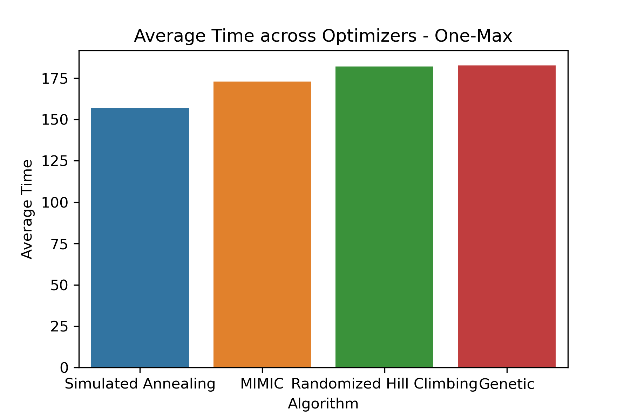 Average Time across Optimizers - One-Max
Average Time
175
150
125
100
75
50
25
0
Simulated Annealing MIMIC Randomized Hill Climbing Genetic
Algorithm